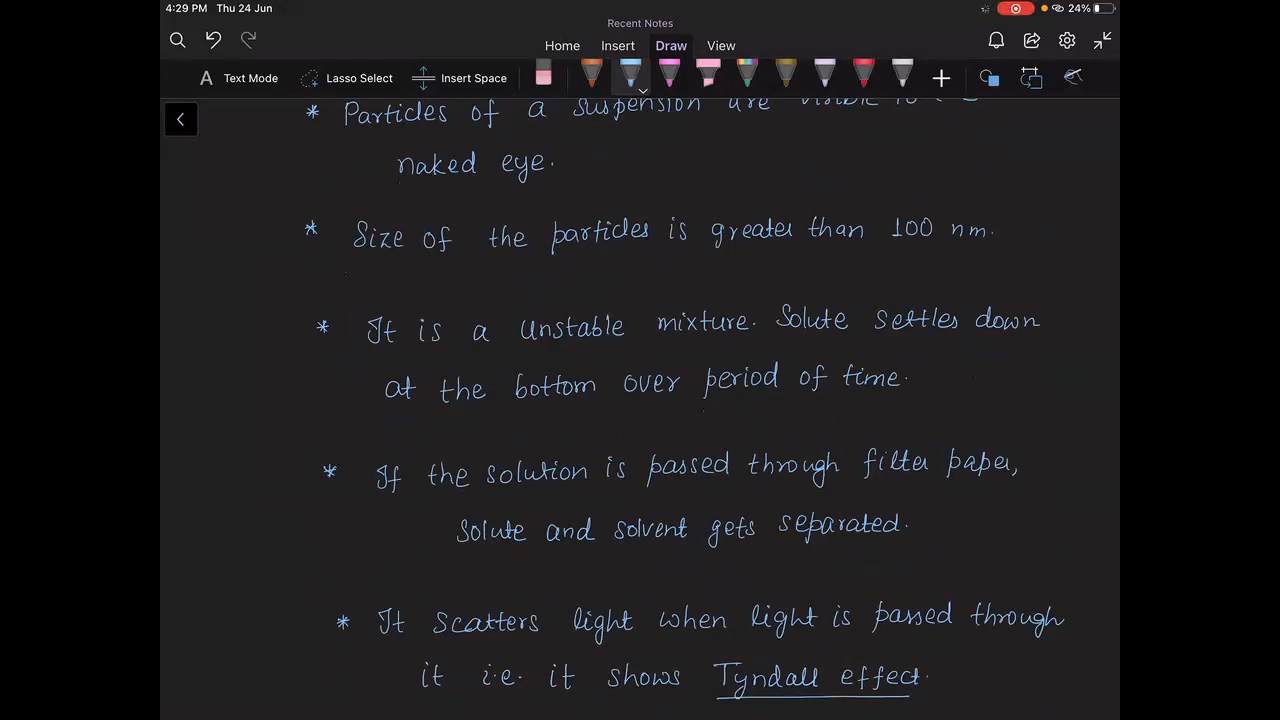 4:29 PM Thu 24 Jun 24%
Recent Notes
Home Insert Draw View
A Text Mode Lasso Select Insert Space
* Particles of a suspension are visible to
naked eye.
* Size of the particles is greater than 100 nm.
* It is a unstable mixture. Solute settles down
at the bottom over period of time.
* If the solution is passed through filter paper,
Solute and solvent gets separated.
* It scatters light when light is passed through
it i.e. it shows Tyndall effect.